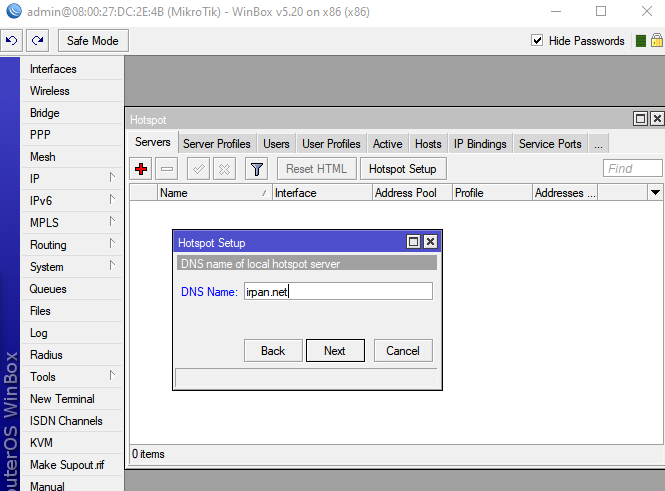 admin@08:00:27:DC:2E:4B (MikroTik) - WinBox v5.20 on x86 (x86)
Safe Mode
Hide Passwords
Interfaces
Wireless
Bridge
PPP
Mesh
IP
IPv6
MPLS
Routing
System
Queues
Files
Log
Radius
Tools
New Terminal
ISDN Channels
KVM
Make Supout.rif
Manual
uterOS WinBox
Hotspot
Servers Server Profiles Users User Profiles Active Hosts IP Bindings Service Ports ...
Reset HTML Hotspot Setup Find
Name Interface Address Pool Profile Addresses ...
Hotspot Setup
DNS name of local hotspot server
DNS Name: irpan.net
Back Next Cancel
0 items